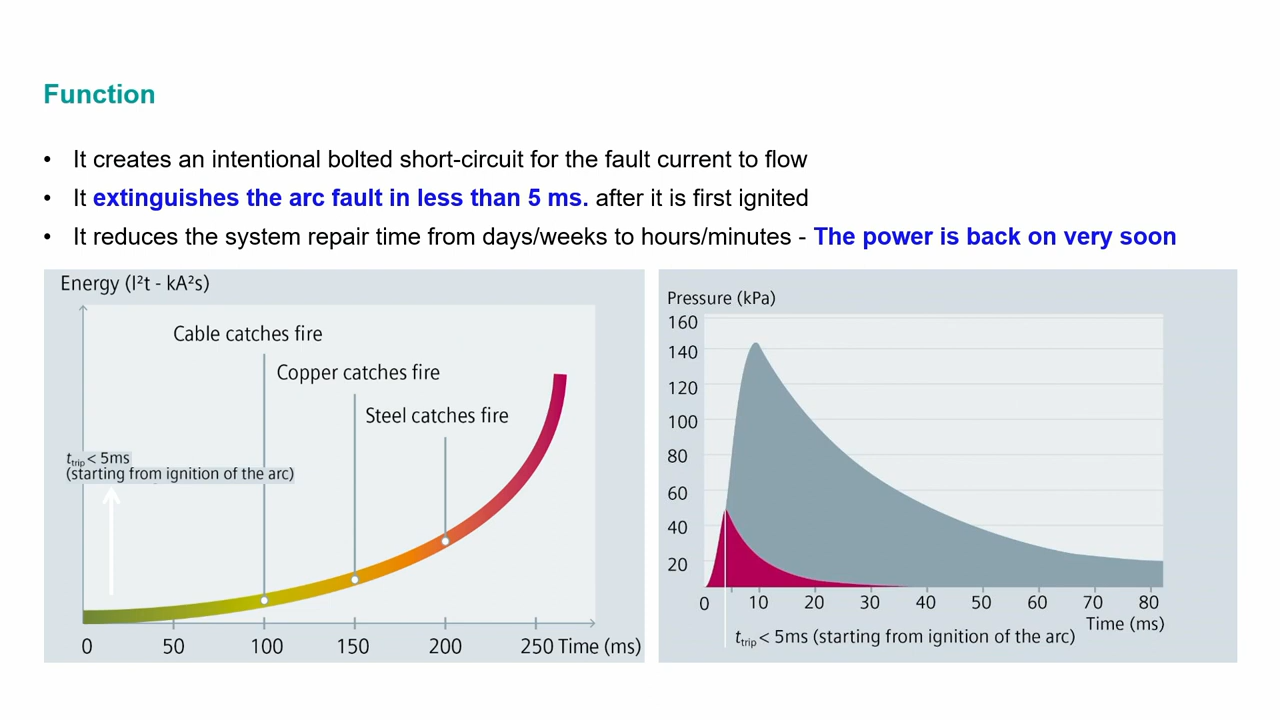 Function
• It creates an intentional bolted short-circuit for the fault current to flow
• It extinguishes the arc fault in less than 5 ms. after it is first ignited
• It reduces the system repair time from days/weeks to hours/minutes - The power is back on very soon
Energy (I²t - kA²s)
Cable catches fire
Copper catches fire
Steel catches fire
ttrip < 5ms
(starting from ignition of the arc)
0 50 100 150 200 250 Time (ms)
Pressure (kPa)
160
140
120
100
80
60
40
20
0 10 20 30 40 50 60 70 80
Time (ms)
ttrip < 5ms (starting from ignition of the arc)